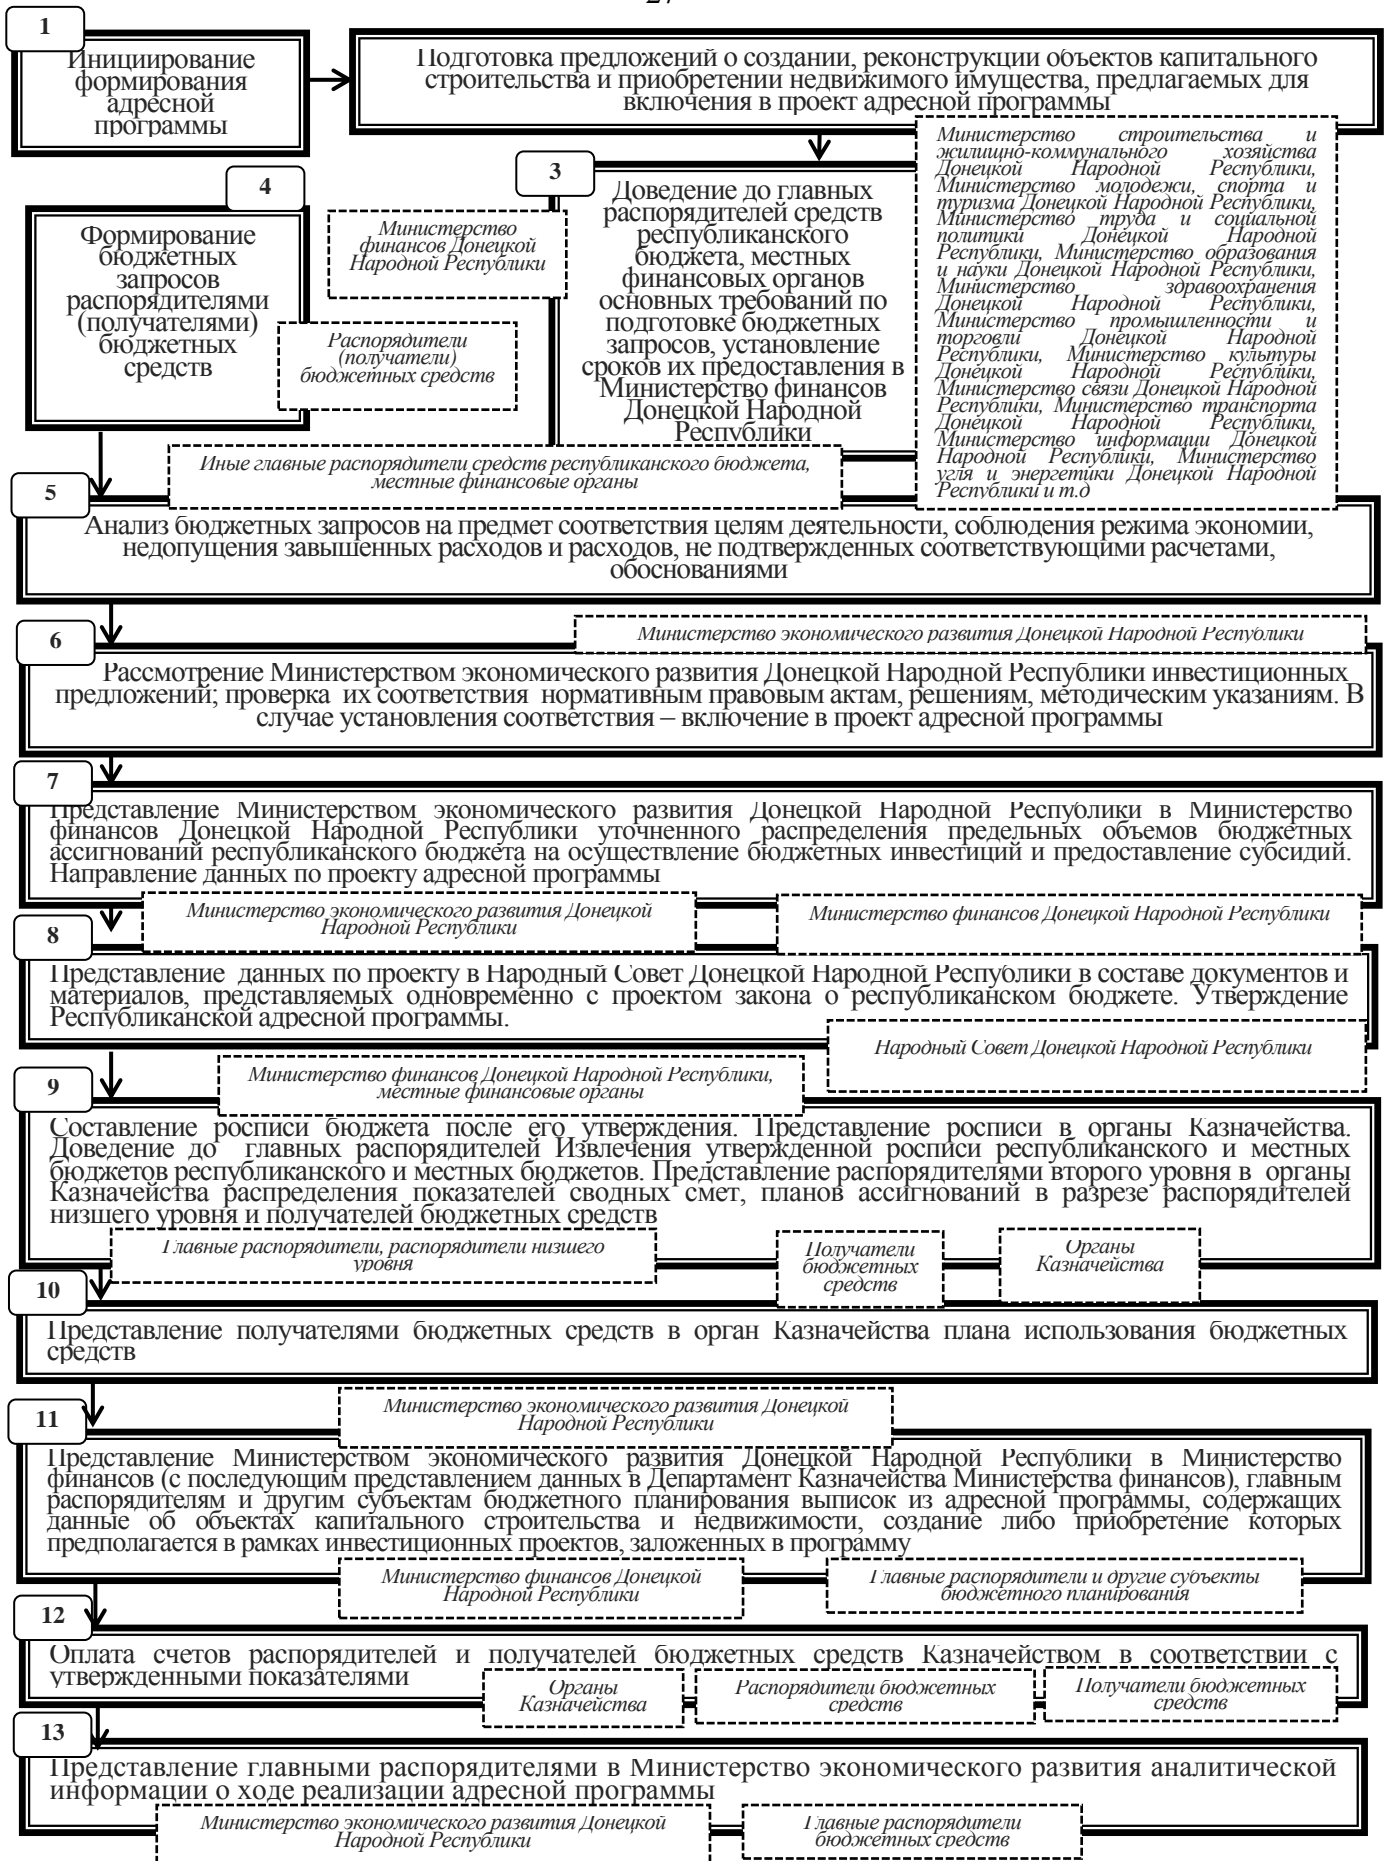 27
1
Инициирование
формирования
адресной
программы
Подготовка предложений о создании, реконструкции объектов капитального
строительства и приобретении недвижимого имущества, предлагаемых для
включения в проект адресной программы
4
Формирование
бюджетных
запросов
распорядителями
(получателями)
бюджетных
средств
Министерство
финансов Донецкой
Народной Республики
Распорядители
(получатели)
бюджетных средств
3
Доведение до главных
распорядителей средств
республиканского
бюджета, местных
финансовых органов
основных требований по
подготовке бюджетных
запросов, установление
сроков их предоставления в
Министерство финансов
Донецкой Народной
Республики
Министерство строительства и
жилищно-коммунального хозяйства
Донецкой Народной Республики,
Министерство молодежи, спорта и
туризма Донецкой Народной Республики,
Министерство труда и социальной
политики Донецкой Народной
Республики, Министерство образования
и науки Донецкой Народной Республики,
Министерство здравоохранения
Донецкой Народной Республики,
Министерство промышленности и
торговли Донецкой Народной
Республики, Министерство культуры
Донецкой Народной Республики,
Министерство связи Донецкой Народной
Республики, Министерство транспорта
Донецкой Народной Республики,
Министерство информации Донецкой
Народной Республики, Министерство
угля и энергетики Донецкой Народной
Республики и т.д
Иные главные распорядители средств республиканского бюджета,
местные финансовые органы
5
Анализ бюджетных запросов на предмет соответствия целям деятельности, соблюдения режима экономии,
недопущения завышенных расходов и расходов, не подтвержденных соответствующими расчетами,
обоснованиями
6
Министерство экономического развития Донецкой Народной Республики
Рассмотрение Министерством экономического развития Донецкой Народной Республики инвестиционных
предложений; проверка их соответствия нормативным правовым актам, решениям, методическим указаниям. В
случае установления соответствия – включение в проект адресной программы
7
Представление Министерством экономического развития Донецкой Народной Республики в Министерство
финансов Донецкой Народной Республики уточненного распределения предельных объемов бюджетных
ассигнований республиканского бюджета на осуществление бюджетных инвестиций и предоставление субсидий.
Направление данных по проекту адресной программы
Министерство экономического развития Донецкой
Народной Республики
Министерство финансов Донецкой Народной Республики
8
Представление данных по проекту в Народный Совет Донецкой Народной Республики в составе документов и
материалов, представляемых одновременно с проектом закона о республиканском бюджете. Утверждение
Республиканской адресной программы.
Народный Совет Донецкой Народной Республики
9
Министерство финансов Донецкой Народной Республики,
местные финансовые органы
Составление росписи бюджета после его утверждения. Представление росписи в органы Казначейства.
Доведение до главных распорядителей Извлечения утвержденной росписи республиканского и местных
бюджетов республиканского и местных бюджетов. Представление распорядителями второго уровня в органы
Казначейства распределения показателей сводных смет, планов ассигнований в разрезе распорядителей
низшего уровня и получателей бюджетных средств
Главные распорядители, распорядители низшего
уровня
Получатели
бюджетных
средств
Органы
Казначейства
10
Представление получателями бюджетных средств в орган Казначейства плана использования бюджетных
средств
11
Министерство экономического развития Донецкой
Народной Республики
Представление Министерством экономического развития Донецкой Народной Республики в Министерство
финансов (с последующим представлением данных в Департамент Казначейства Министерства финансов), главным
распорядителям и другим субъектам бюджетного планирования выписок из адресной программы, содержащих
данные об объектах капитального строительства и недвижимости, создание либо приобретение которых
предполагается в рамках инвестиционных проектов, заложенных в программу
Министерство финансов Донецкой
Народной Республики
Главные распорядители и другие субъекты
бюджетного планирования
12
Оплата счетов распорядителей и получателей бюджетных средств Казначейством в соответствии с
утвержденными показателями
Органы
Казначейства
Распорядители бюджетных
средств
Получатели бюджетных
средств
13
Представление главными распорядителями в Министерство экономического развития аналитической
информации о ходе реализации адресной программы
Министерство экономического развития Донецкой
Народной Республики
Главные распорядители
бюджетных средств